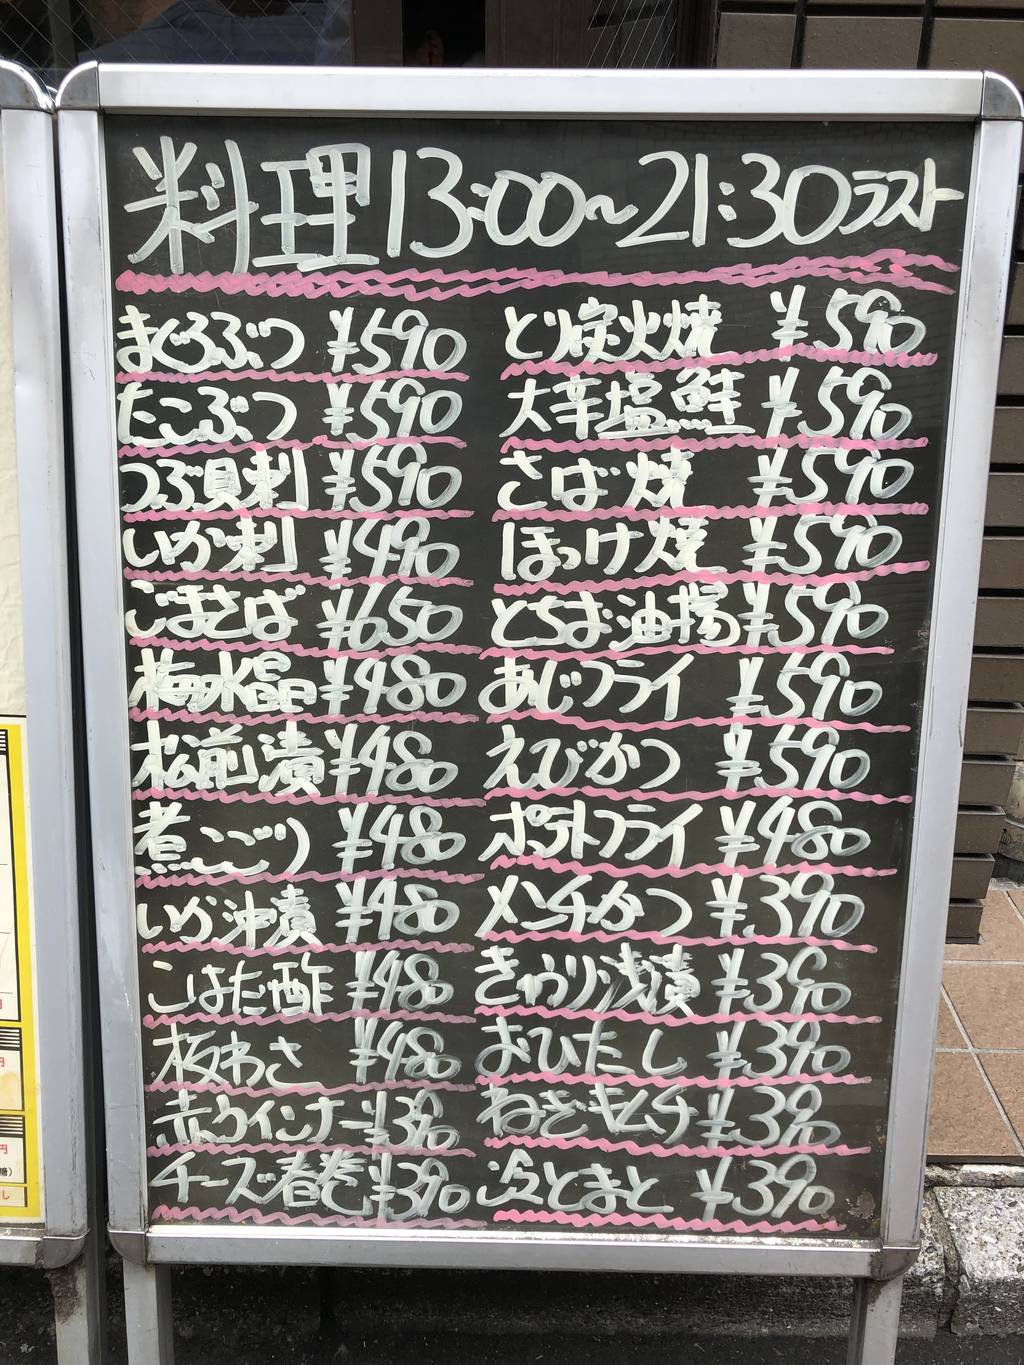 料理 13:00〜21:30 ラスト
まぐろぶつ ¥590
たこぶつ ¥590
つぶ貝刺 ¥590
いか刺 ¥490
ごまさば ¥650
梅水晶 ¥480
松前漬 ¥480
煮こごり ¥480
いか沖漬 ¥480
こはだ酢 ¥480
板わさ ¥480
赤ウインナー ¥390
チーズ春巻 ¥390
とり炭火焼 ¥590
大辛塩鮭 ¥590
さば焼 ¥590
ほっけ焼 ¥590
とちお油揚 ¥590
あじフライ ¥590
えびかつ ¥590
ポテトフライ ¥480
メンチかつ ¥390
きゅうり浅漬 ¥390
おひたし ¥390
ねぎキムチ ¥390
冷とまと ¥390
円
円
円